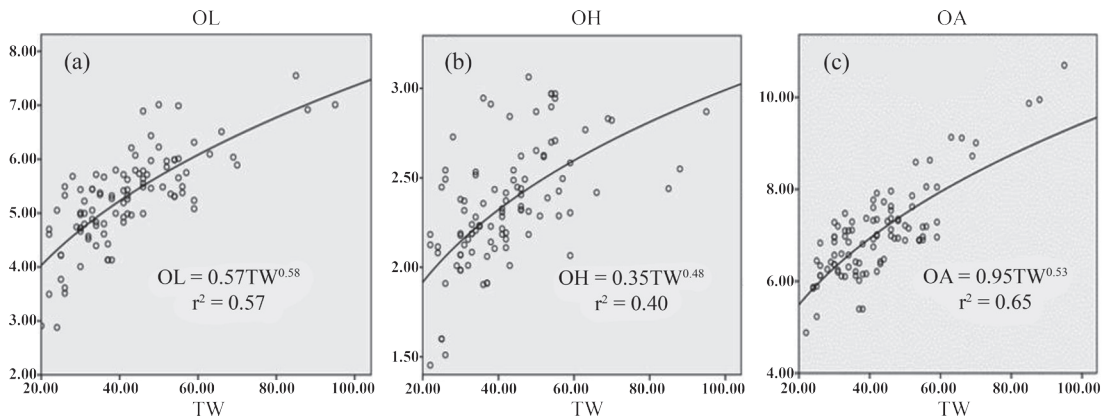 OL
8.00
7.00
6.00
5.00
4.00
3.00
2.00
(a)
OL = 0.57TW^0.58
r² = 0.57
20.00 40.00 60.00 80.00 100.00
TW
OH
3.00
2.50
2.00
1.50
(b)
OH = 0.35TW^0.48
r² = 0.40
20.00 40.00 60.00 80.00 100.00
TW
OA
10.00
8.00
6.00
4.00
(c)
OA = 0.95TW^0.53
r² = 0.65
20.00 40.00 60.00 80.00 100.00
TW